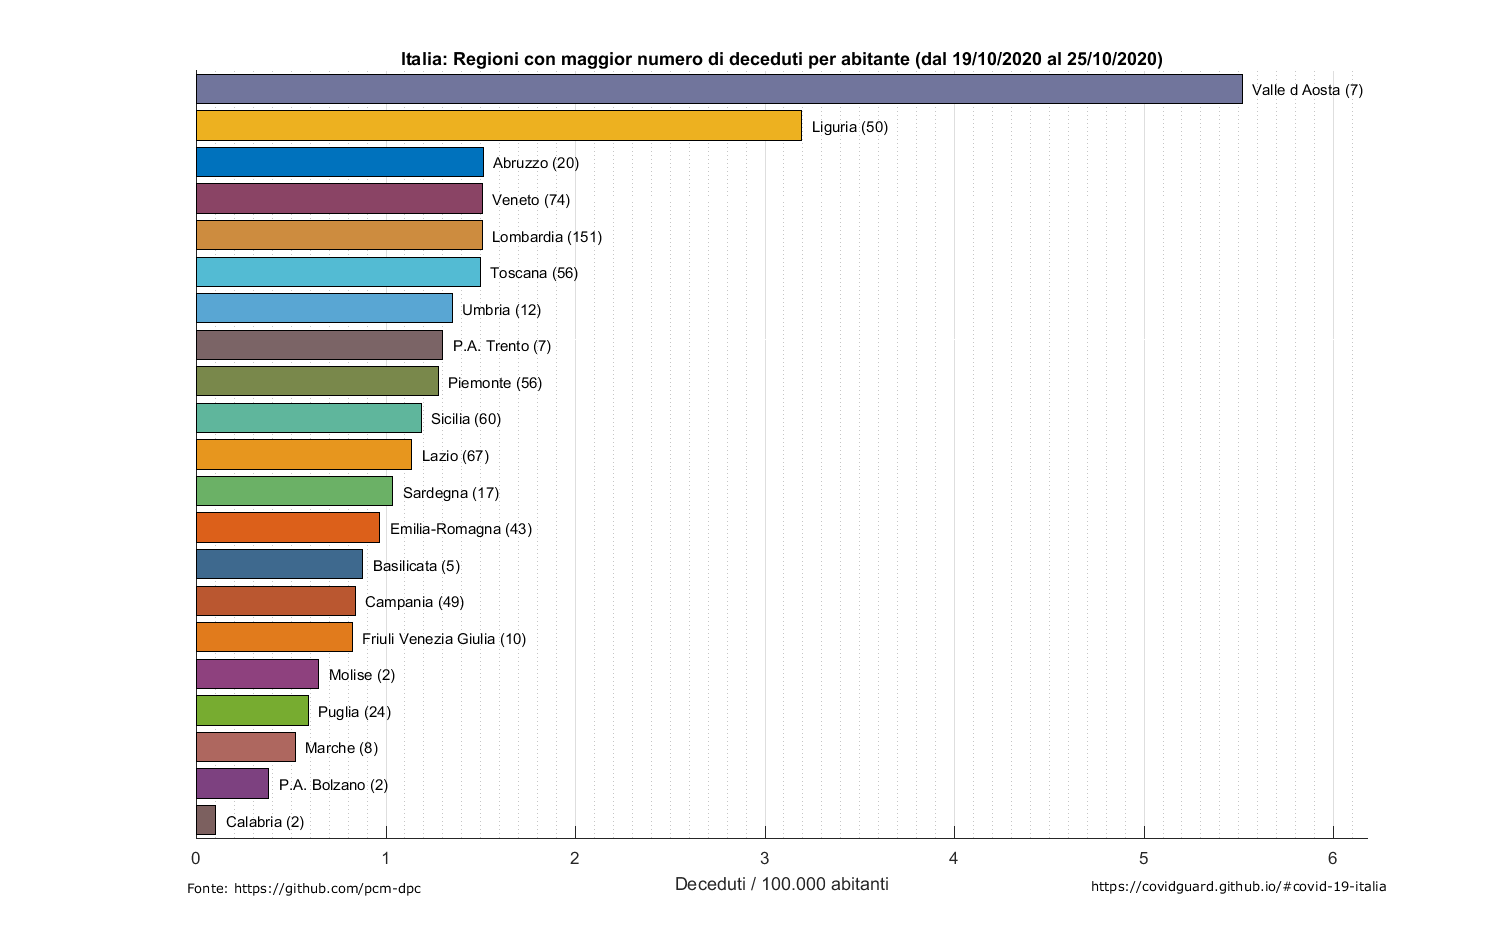 Italia: Regioni con maggior numero di deceduti per abitante (dal 19/10/2020 al 25/10/2020)
Valle d Aosta (7)
Liguria (50)
Abruzzo (20)
Veneto (74)
Lombardia (151)
Toscana (56)
Umbria (12)
P.A. Trento (7)
Piemonte (56)
Sicilia (60)
Lazio (67)
Sardegna (17)
Emilia-Romagna (43)
Basilicata (5)
Campania (49)
Friuli Venezia Giulia (10)
Molise (2)
Puglia (24)
Marche (8)
P.A. Bolzano (2)
Calabria (2)
0 1 2 3 4 5 6
Deceduti / 100.000 abitanti
Fonte: https://github.com/pcm-dpc
https://covidguard.github.io/#covid-19-italia